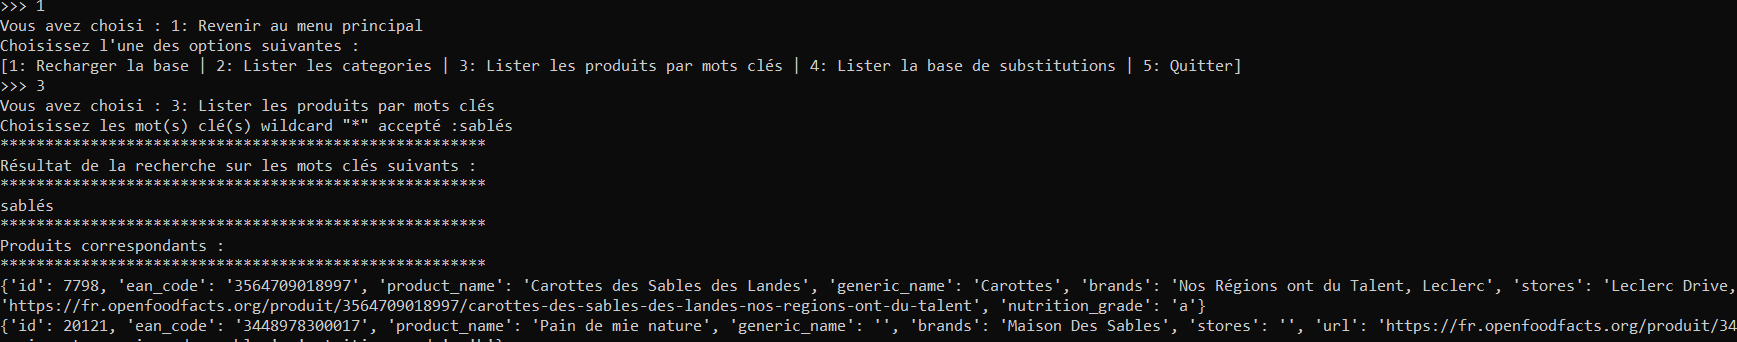 >>> 1
Vous avez choisi : 1: Revenir au menu principal
Choisissez l'une des options suivantes :
[1: Recharger la base | 2: Lister les categories | 3: Lister les produits par mots clés | 4: Lister la base de substitutions | 5: Quitter]
>>> 3
Vous avez choisi : 3: Lister les produits par mots clés
Choisissez les mot(s) clé(s) wildcard "*" accepté :sablés
******************************************************
Résultat de la recherche sur les mots clés suivants :
******************************************************
sablés
******************************************************
Produits correspondants :
******************************************************
{'id': 7798, 'ean_code': '3564709018997', 'product_name': 'Carottes des Sables des Landes', 'generic_name': 'Carottes', 'brands': 'Nos Régions ont du Talent, Leclerc', 'stores': 'Leclerc Drive,
'https://fr.openfoodfacts.org/produit/3564709018997/carottes-des-sables-des-landes-nos-regions-ont-du-talent', 'nutrition_grade': 'a'}
{'id': 20121, 'ean_code': '3448978300017', 'product_name': 'Pain de mie nature', 'generic_name': '', 'brands': 'Maison Des Sables', 'stores': '', 'url': 'https://fr.openfoodfacts.org/produit/34